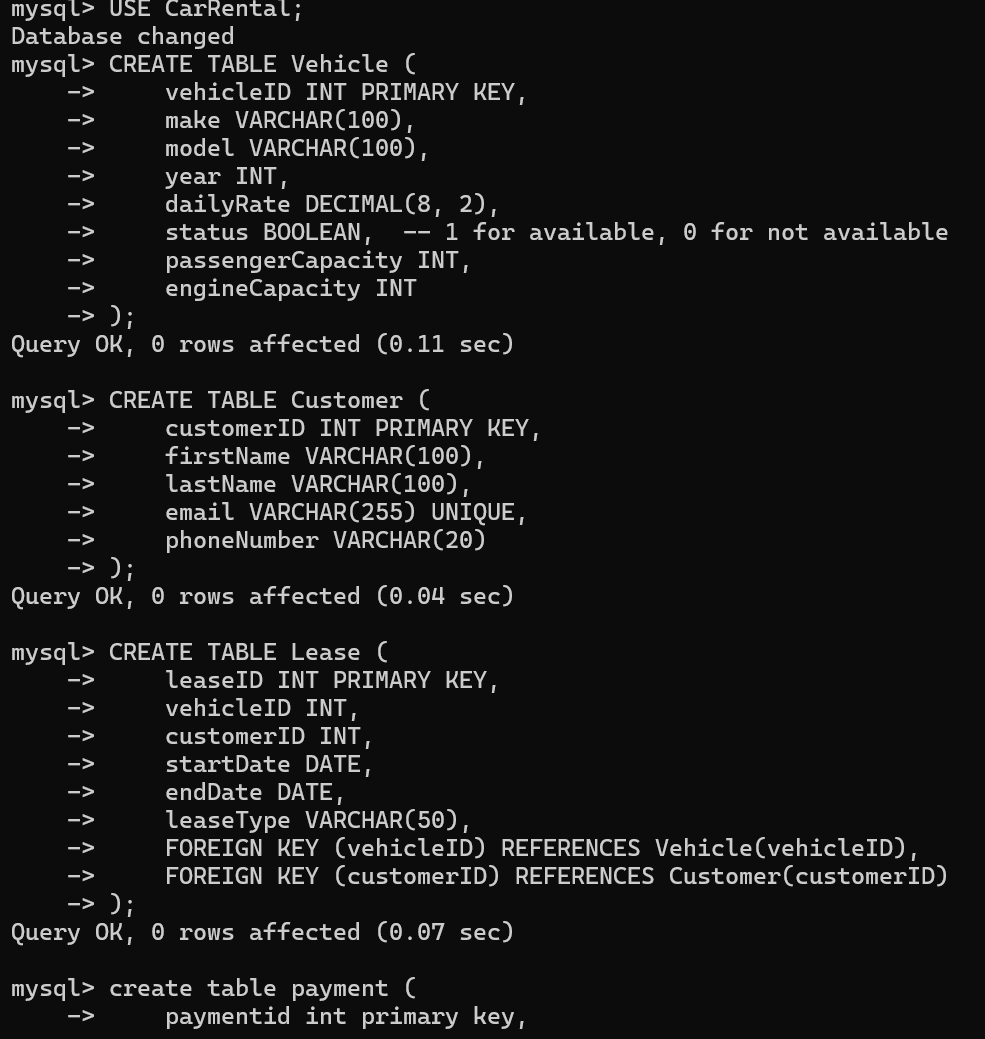 mysql> USE CarRental;
Database changed
mysql> CREATE TABLE Vehicle (
    ->     vehicleID INT PRIMARY KEY,
    ->     make VARCHAR(100),
    ->     model VARCHAR(100),
    ->     year INT,
    ->     dailyRate DECIMAL(8, 2),
    ->     status BOOLEAN,  -- 1 for available, 0 for not available
    ->     passengerCapacity INT,
    ->     engineCapacity INT
    -> );
Query OK, 0 rows affected (0.11 sec)

mysql> CREATE TABLE Customer (
    ->     customerID INT PRIMARY KEY,
    ->     firstName VARCHAR(100),
    ->     lastName VARCHAR(100),
    ->     email VARCHAR(255) UNIQUE,
    ->     phoneNumber VARCHAR(20)
    -> );
Query OK, 0 rows affected (0.04 sec)

mysql> CREATE TABLE Lease (
    ->     leaseID INT PRIMARY KEY,
    ->     vehicleID INT,
    ->     customerID INT,
    ->     startDate DATE,
    ->     endDate DATE,
    ->     leaseType VARCHAR(50),
    ->     FOREIGN KEY (vehicleID) REFERENCES Vehicle(vehicleID),
    ->     FOREIGN KEY (customerID) REFERENCES Customer(customerID)
    -> );
Query OK, 0 rows affected (0.07 sec)

mysql> create table payment (
    ->     paymentid int primary key,